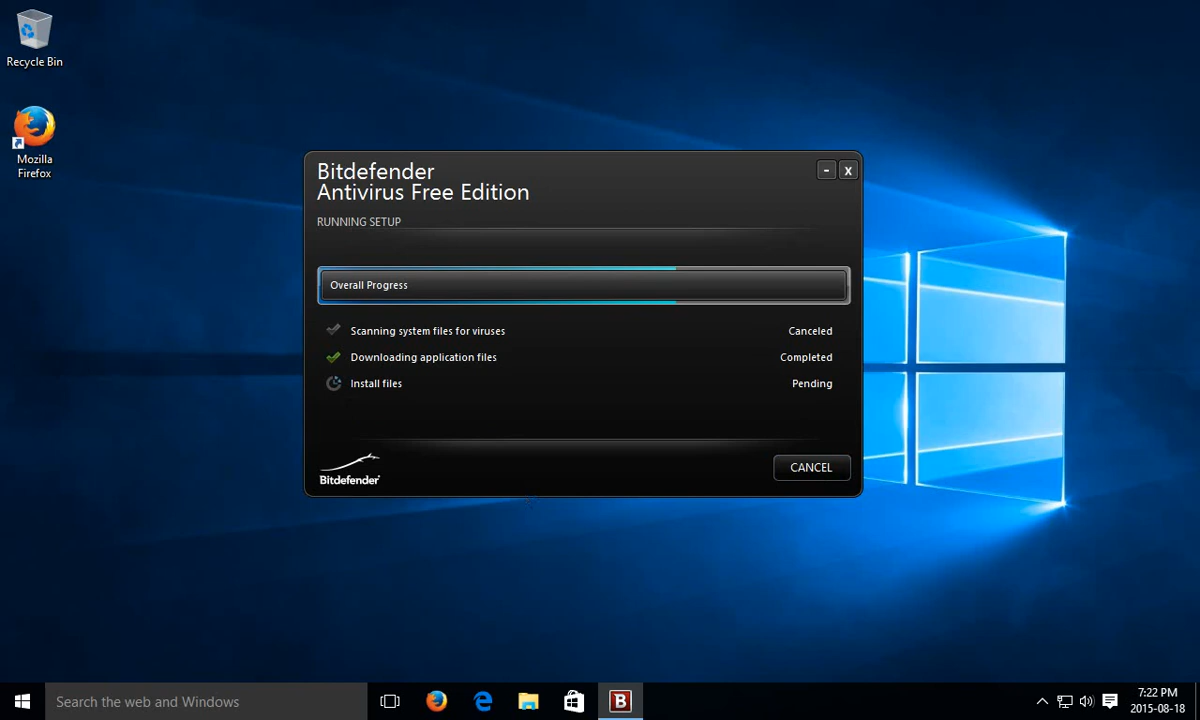 Recycle Bin
Mozilla
Firefox
Bitdefender
Antivirus Free Edition
- x
RUNNING SETUP
Overall Progress
Scanning system files for viruses Canceled
Downloading application files Completed
Install files Pending
Bitdefender
CANCEL
Search the web and Windows
B
7:22 PM
2015-08-18